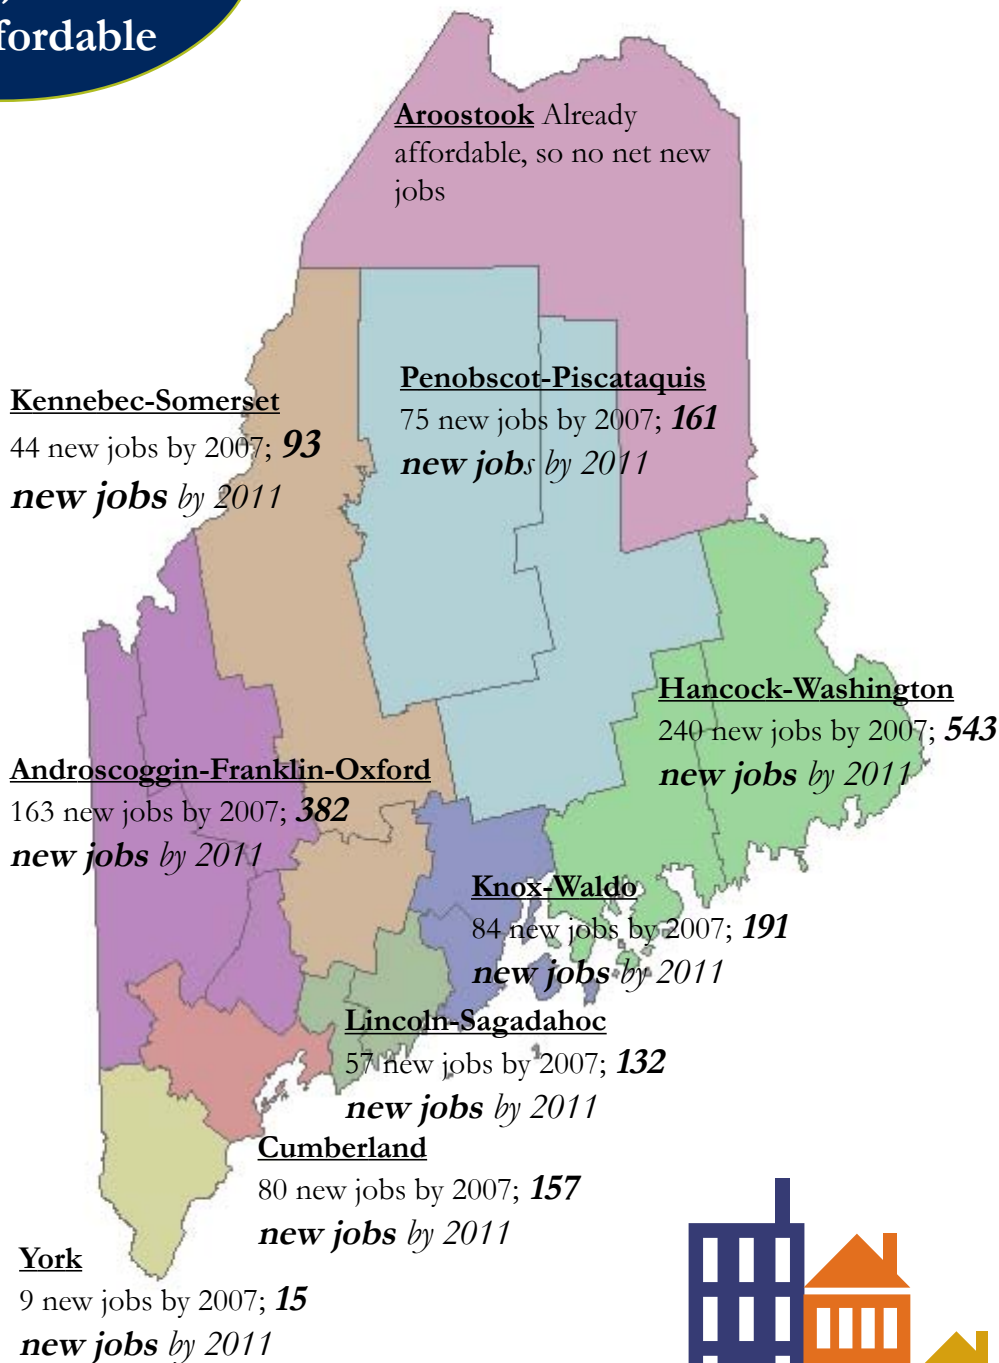 affordable
Aroostook Already
affordable, so no net new
jobs
Kennebec-Somerset
44 new jobs by 2007; 93
new jobs by 2011
Penobscot-Piscataquis
75 new jobs by 2007; 161
new jobs by 2011
Hancock-Washington
240 new jobs by 2007; 543
new jobs by 2011
Androscoggin-Franklin-Oxford
163 new jobs by 2007; 382
new jobs by 2011
Knox-Waldo
84 new jobs by 2007; 191
new jobs by 2011
Lincoln-Sagadahoc
57 new jobs by 2007; 132
new jobs by 2011
Cumberland
80 new jobs by 2007; 157
new jobs by 2011
York
9 new jobs by 2007; 15
new jobs by 2011